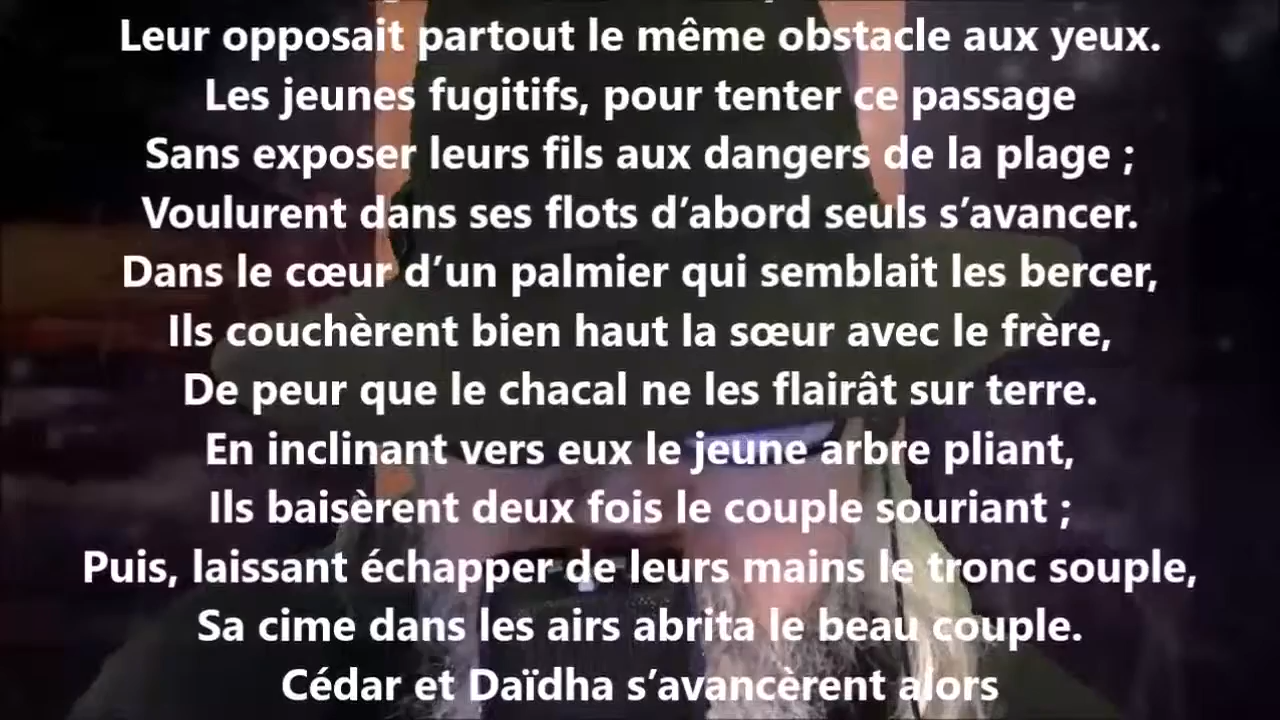 Leur opposait partout le même obstacle aux yeux.
Les jeunes fugitifs, pour tenter ce passage
Sans exposer leurs fils aux dangers de la plage ;
Voulurent dans ses flots d’abord seuls s’avancer.
Dans le cœur d’un palmier qui semblait les bercer,
Ils couchèrent bien haut la sœur avec le frère,
De peur que le chacal ne les flairât sur terre.
En inclinant vers eux le jeune arbre pliant,
Ils baisèrent deux fois le couple souriant ;
Puis, laissant échapper de leurs mains le tronc souple,
Sa cime dans les airs abrita le beau couple.
Cédar et Daïdha s’avancèrent alors